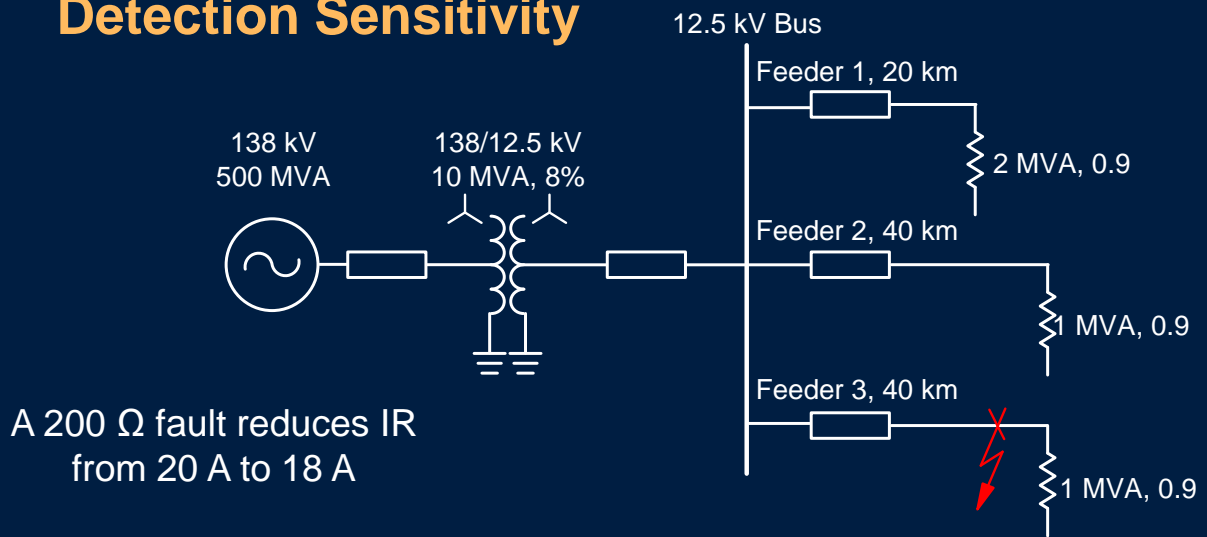 Detection Sensitivity
12.5 kV Bus
Feeder 1, 20 km
138 kV
500 MVA
138/12.5 kV
10 MVA, 8%
2 MVA, 0.9
Feeder 2, 40 km
1 MVA, 0.9
Feeder 3, 40 km
A 200 Ω fault reduces IR
from 20 A to 18 A
1 MVA, 0.9